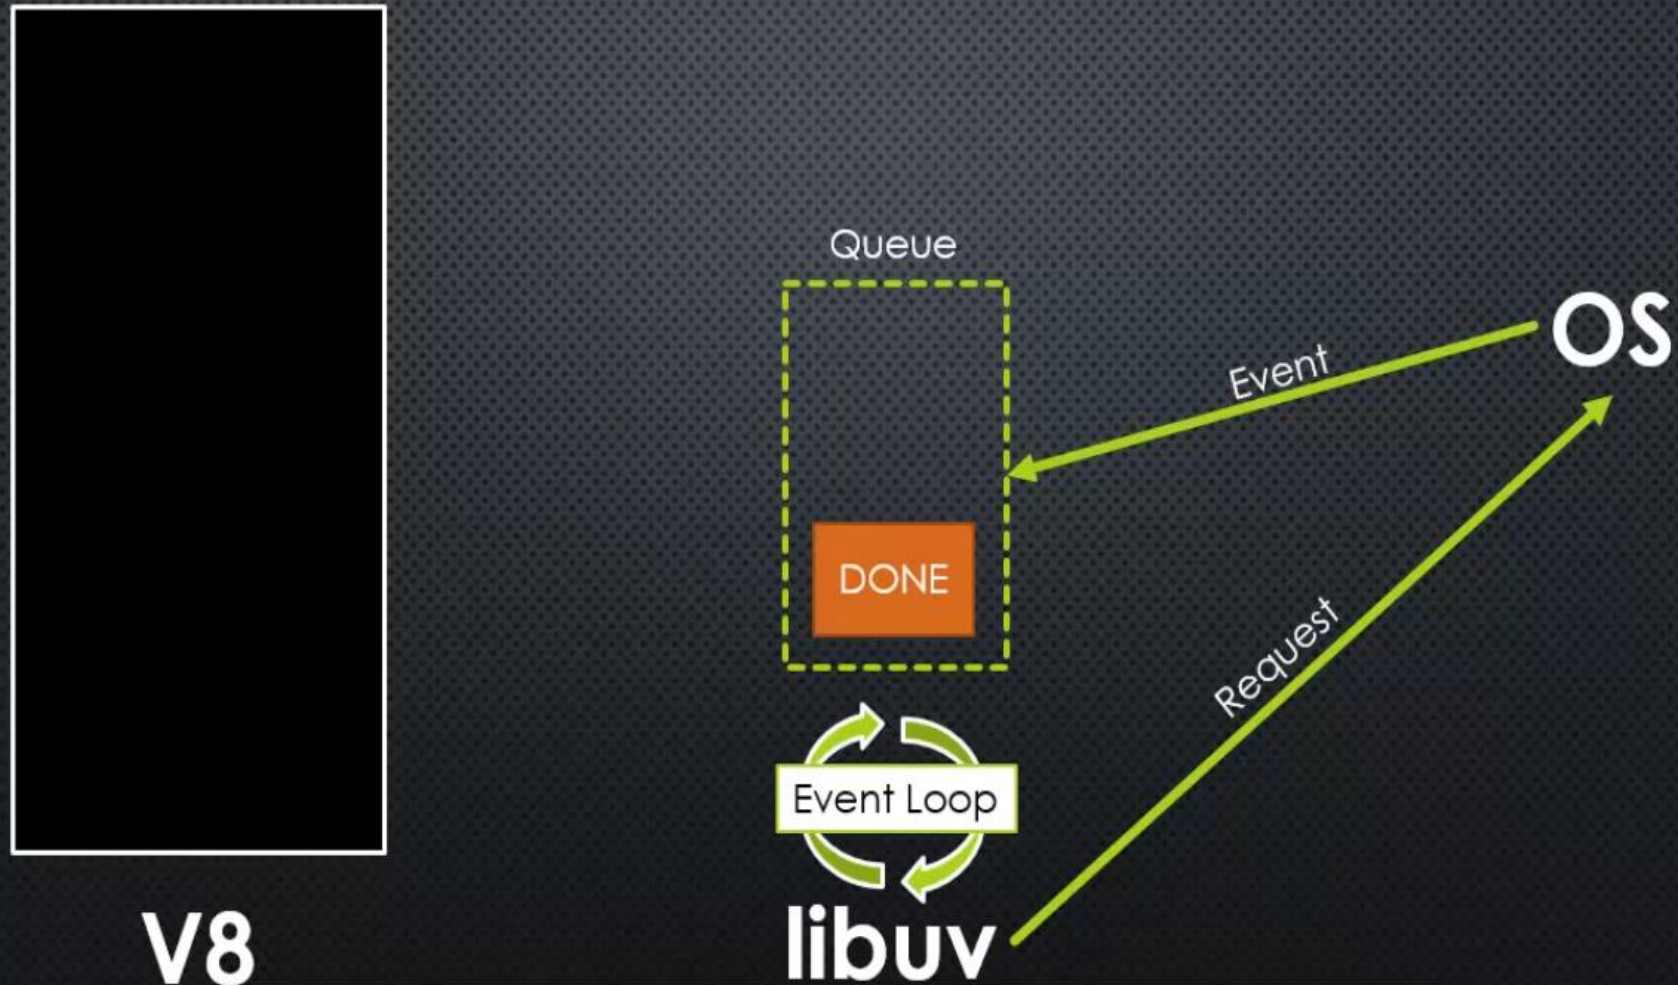 Queue
OS
Event
DONE
Request
Event Loop
V8
libuv